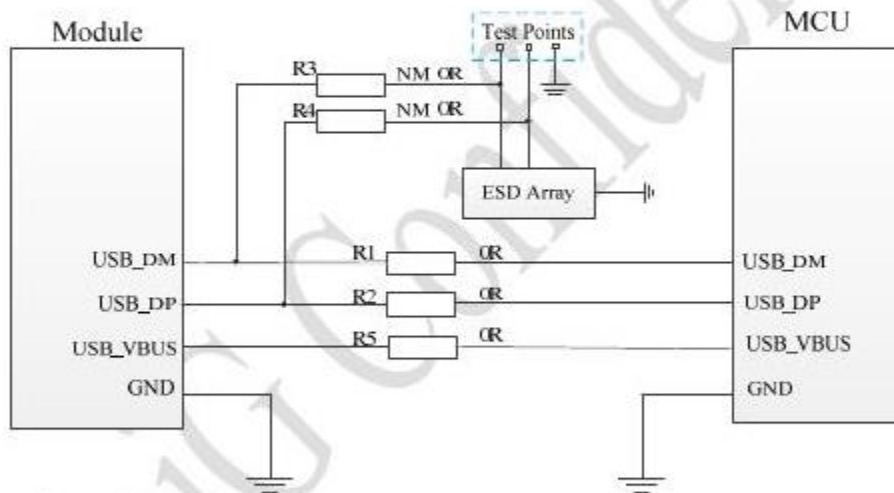 Module
Test Points
MCU
R3
NM 0R
R4
NM 0R
ESD Array
USB_DM
R1
0R
USB_DM
USB_DP
R2
0R
USB_DP
USB_VBUS
R5
0R
USB_VBUS
GND
GND